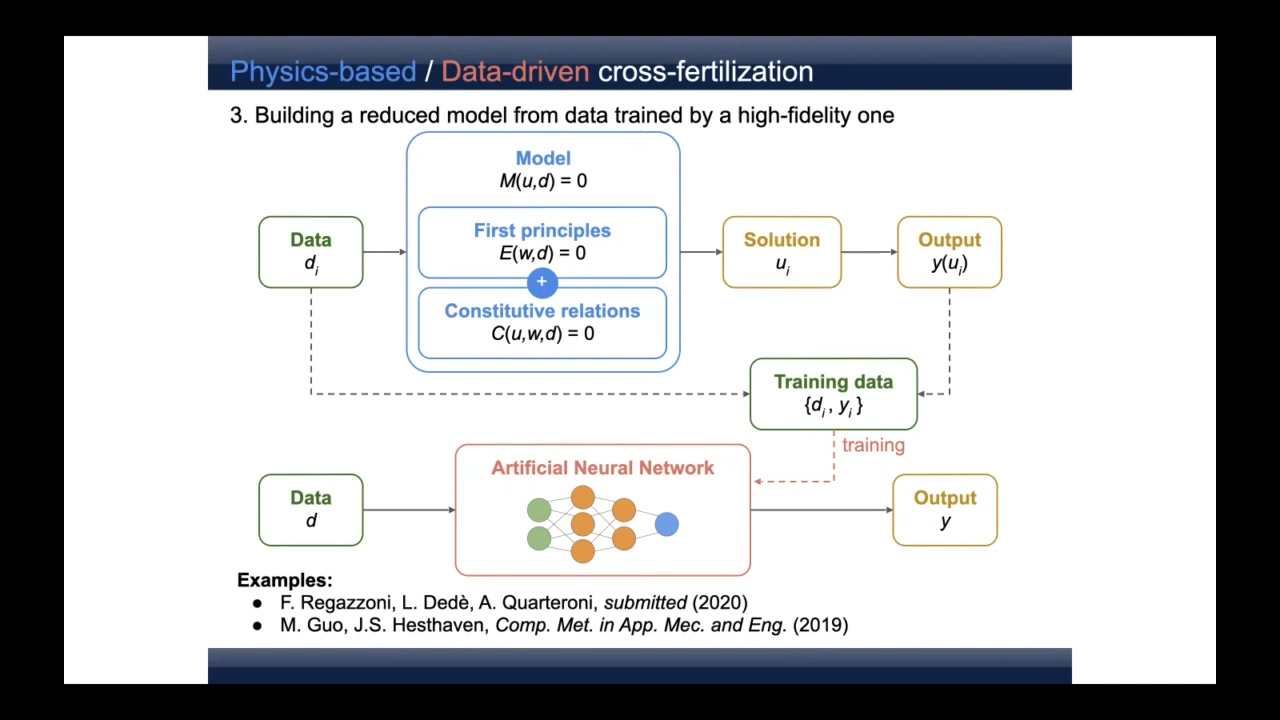 Physics-based / Data-driven cross-fertilization
3. Building a reduced model from data trained by a high-fidelity one
Model
M(u,d) = 0
First principles
E(w,d) = 0
+
Constitutive relations
C(u,w,d) = 0
Data
dᵢ
Solution
uᵢ
Output
y(uᵢ)
Training data
{dᵢ, yᵢ}
training
Artificial Neural Network
Data
d
Output
y
Examples:
● F. Regazzoni, L. Dedè, A. Quarteroni, submitted (2020)
● M. Guo, J.S. Hesthaven, Comp. Met. in App. Mec. and Eng. (2019)